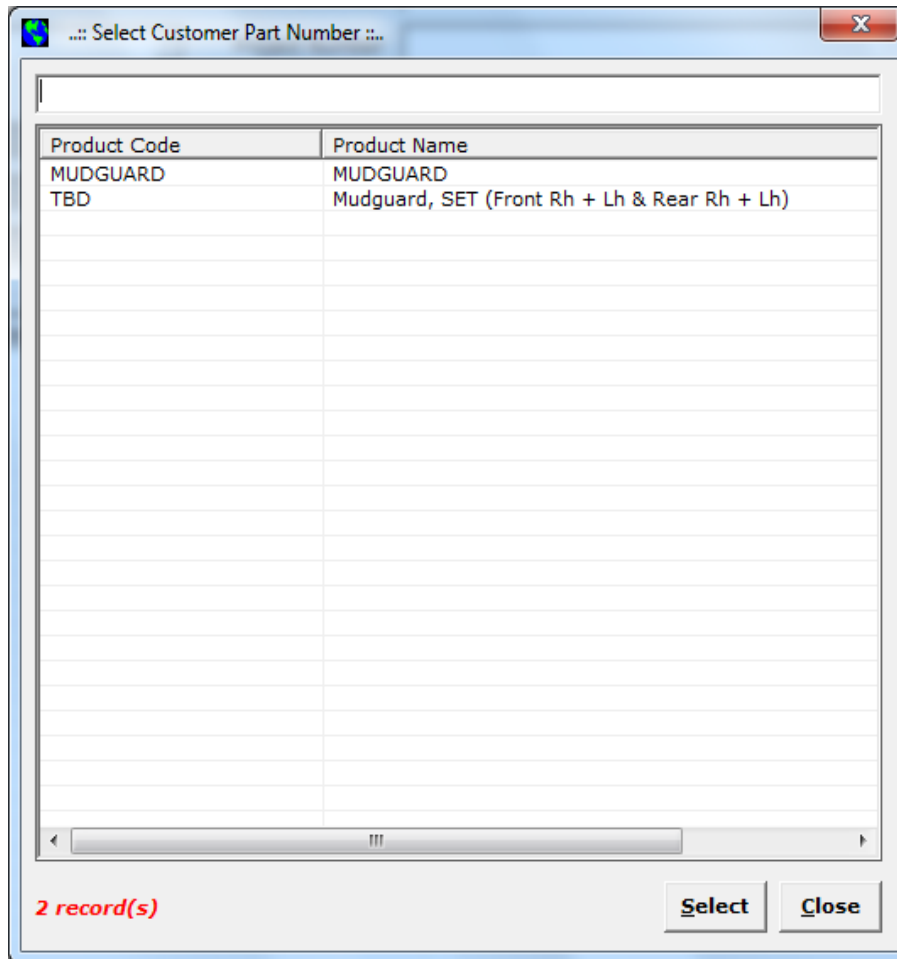 ..:: Select Customer Part Number ::..
Product Code Product Name
MUDGUARD MUDGUARD
TBD Mudguard, SET (Front Rh + Lh & Rear Rh + Lh)
2 record(s) Select Close